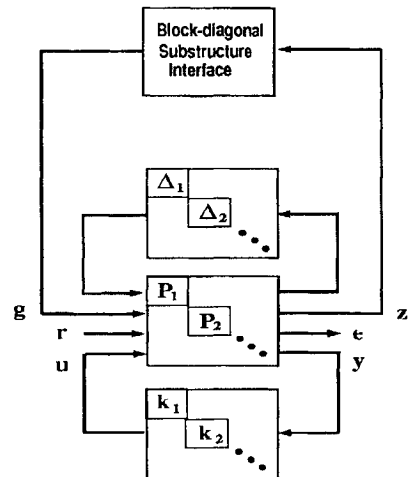 Block-diagonal
Substructure
Interface
Δ1
Δ2
g
P1
z
r
P2
e
u
y
k1
k2